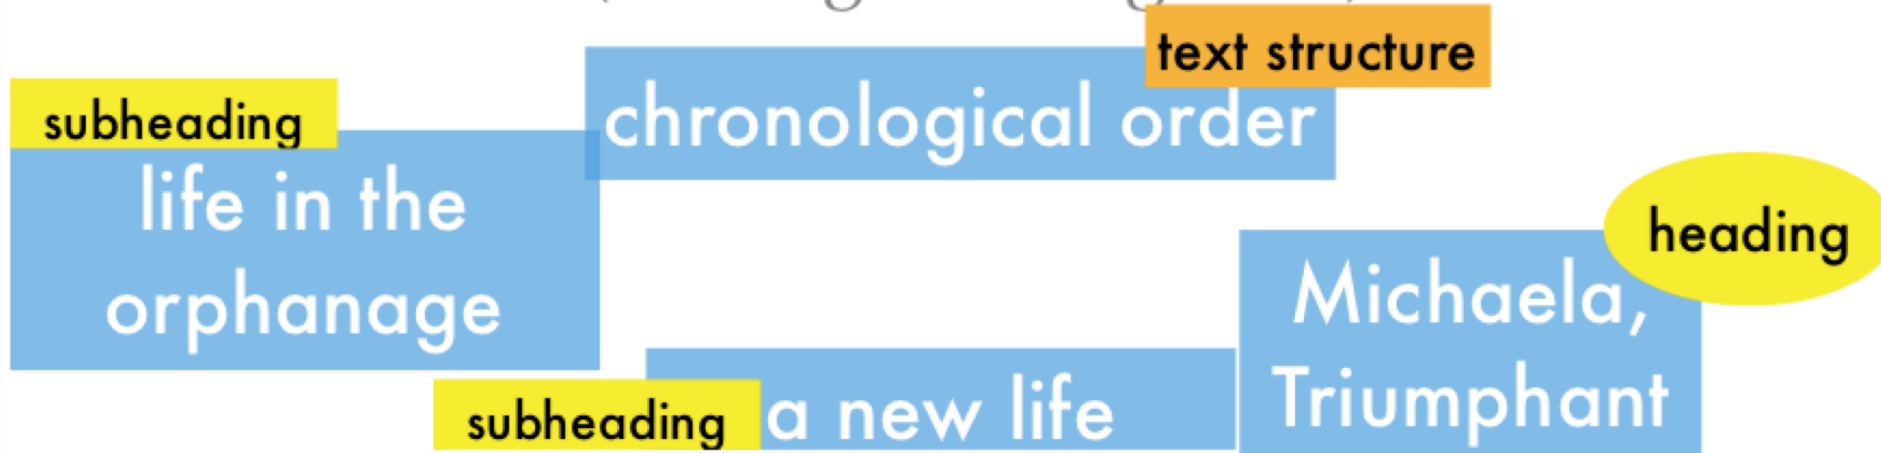 text structure
chronological order
subheading
life in the
orphanage
heading
Michaela,
Triumphant
subheading
a new life